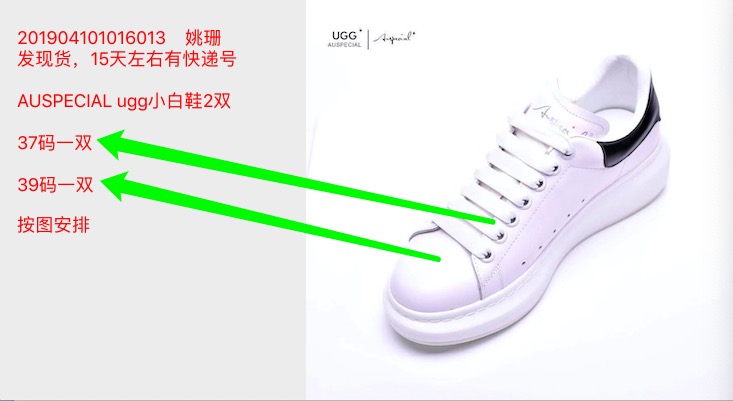 201904101016013 姚珊
发现货，15天左右有快递号
AUSPECIAL ugg小白鞋2双
37码一双
39码一双
按图安排
UGG
AUSPECIAL
Auspecial
Auspecial